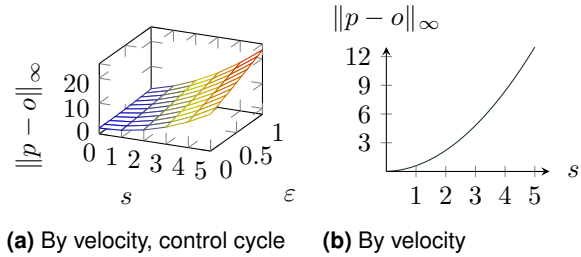 ‖p − o‖∞
20
10
0
0 1 2 3 4 5
s
0
0.5
1
ε
(a) By velocity, control cycle
‖p − o‖∞
12
9
6
3
1 2 3 4 5
s
(b) By velocity